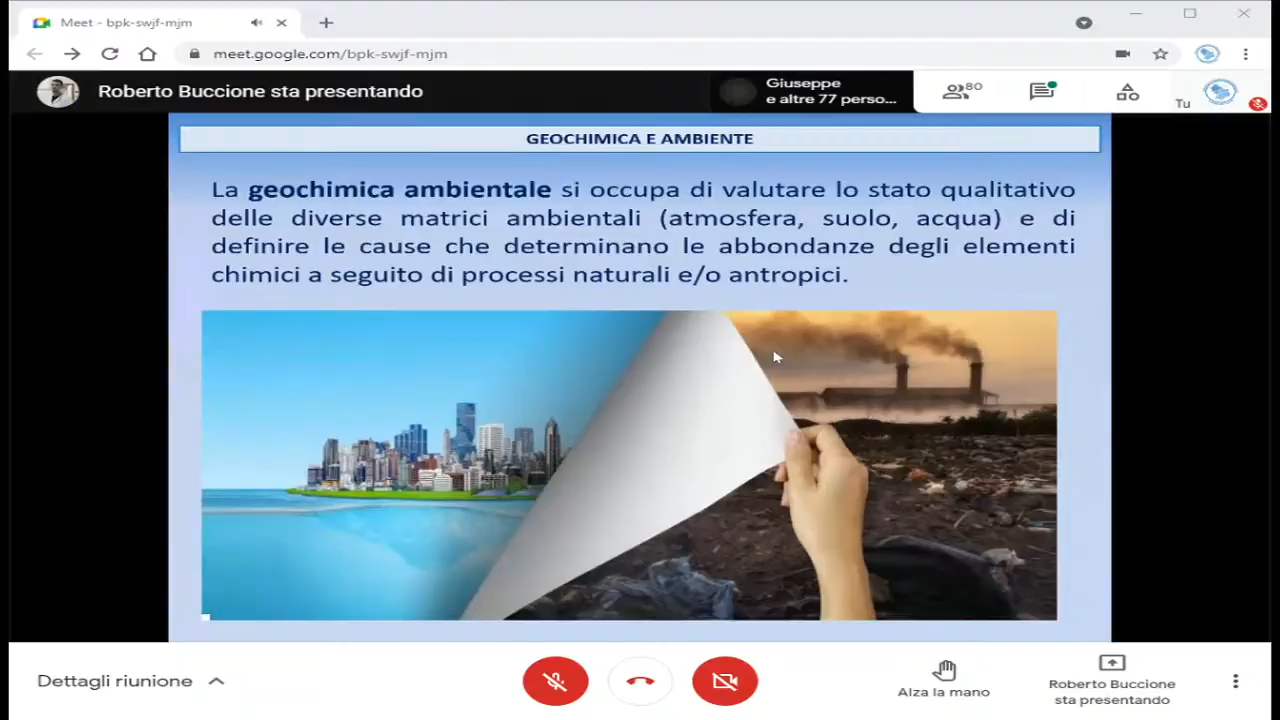 Meet - bpk-swjf-mjm
meet.google.com/bpk-swjf-mjm
Roberto Buccione sta presentando
Giuseppe
e altre 77 perso...
80
Tu
GEOCHIMICA E AMBIENTE
La geochimica ambientale si occupa di valutare lo stato qualitativo
delle diverse matrici ambientali (atmosfera, suolo, acqua) e di
definire le cause che determinano le abbondanze degli elementi
chimici a seguito di processi naturali e/o antropici.
Dettagli riunione
Alza la mano
Roberto Buccione
sta presentando